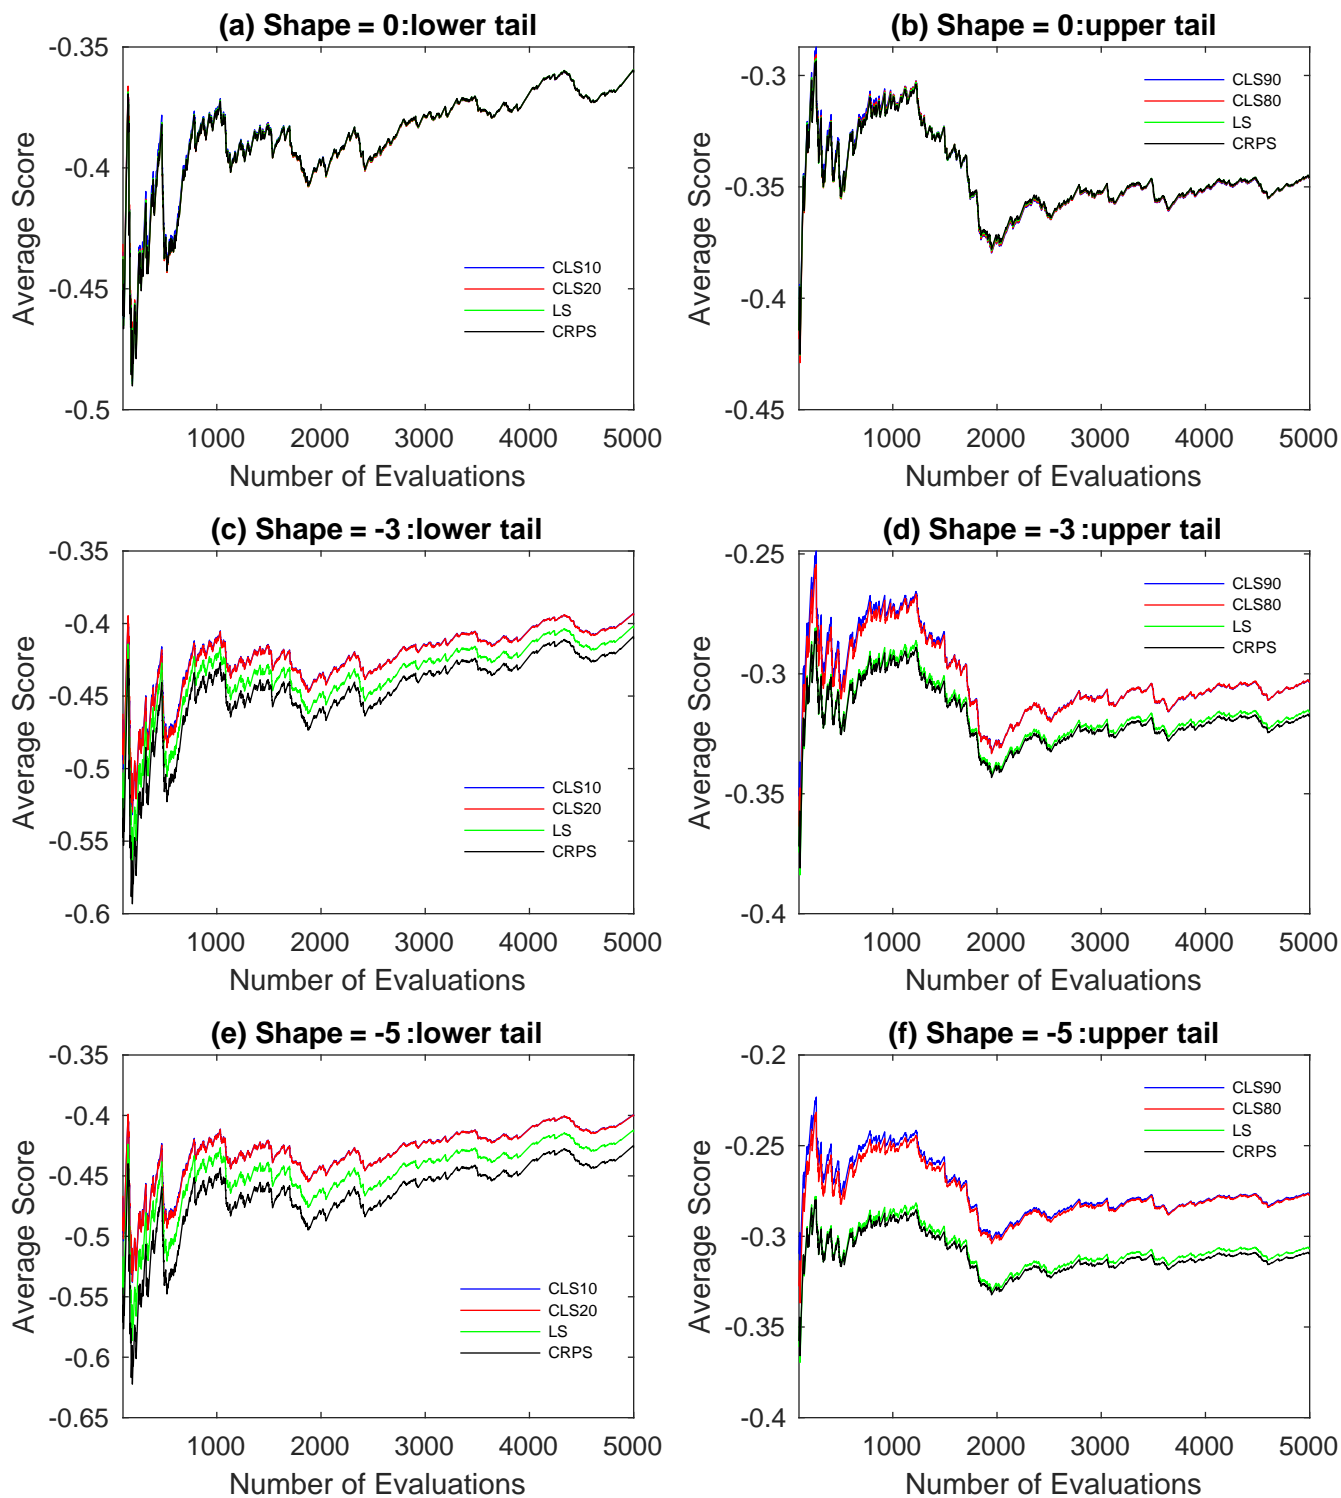 (a) Shape = 0:lower tail
-0.35
-0.4
-0.45
-0.5
Average Score
CLS10
CLS20
LS
CRPS
1000 2000 3000 4000 5000
Number of Evaluations
(b) Shape = 0:upper tail
-0.3
-0.35
-0.4
-0.45
Average Score
CLS90
CLS80
LS
CRPS
1000 2000 3000 4000 5000
Number of Evaluations
(c) Shape = -3:lower tail
-0.35
-0.4
-0.45
-0.5
-0.55
-0.6
Average Score
CLS10
CLS20
LS
CRPS
1000 2000 3000 4000 5000
Number of Evaluations
(d) Shape = -3:upper tail
-0.25
-0.3
-0.35
-0.4
Average Score
CLS90
CLS80
LS
CRPS
1000 2000 3000 4000 5000
Number of Evaluations
(e) Shape = -5:lower tail
-0.35
-0.4
-0.45
-0.5
-0.55
-0.6
-0.65
Average Score
CLS10
CLS20
LS
CRPS
1000 2000 3000 4000 5000
Number of Evaluations
(f) Shape = -5:upper tail
-0.2
-0.25
-0.3
-0.35
-0.4
Average Score
CLS90
CLS80
LS
CRPS
1000 2000 3000 4000 5000
Number of Evaluations